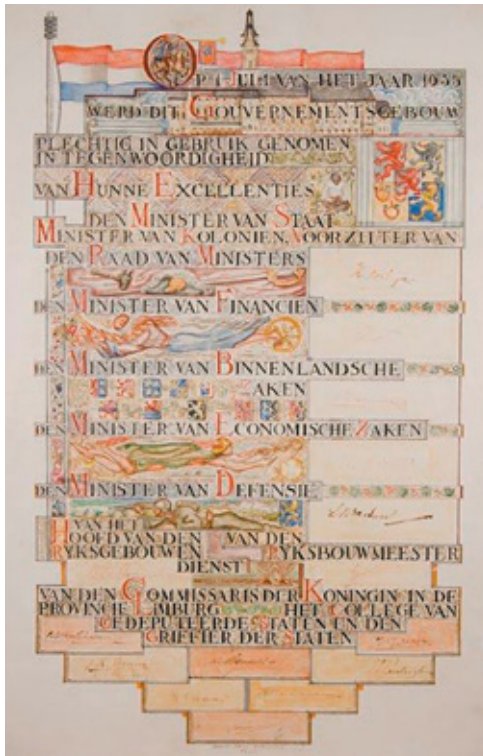 OP 1 JULI VAN HET JAAR 1935
WERD DIT GOUVERNEMENTSGEBOUW
PLECHTIG IN GEBRUIK GENOMEN
IN TEGENWOORDIGHEID
VAN HUNNE EXCELLENTIES
DEN MINISTER VAN STAAT
MINISTER VAN KOLONIEN, VOORZITTER VAN
DEN RAAD VAN MINISTERS
DEN MINISTER VAN FINANCIEN
DEN MINISTER VAN BINNENLANDSCHE
ZAKEN
DEN MINISTER VAN ECONOMISCHE ZAKEN
DEN MINISTER VAN DEFENSIE
VAN HET
HOOFD VAN DEN VAN DEN
RYKSGEBOUWEN RYKSBOUWMEESTER
DIENST
VAN DEN COMMISSARIS DER KONINGIN IN DE
PROVINCIE LIMBURG HET COLLEGE VAN
GEDEPUTEERDE STATEN EN DEN
GRIFFIER DER STATEN